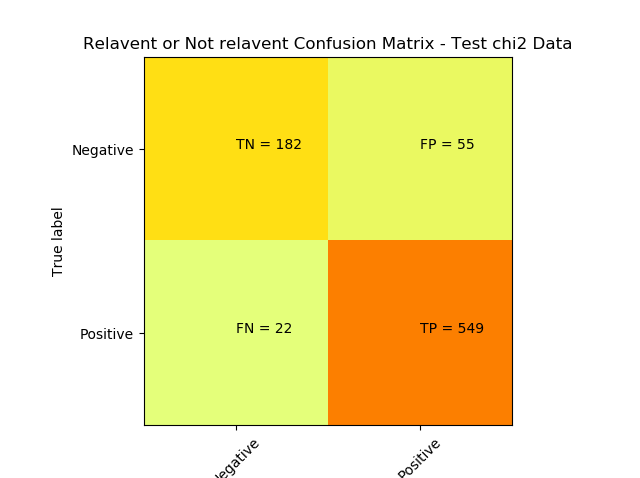 Relavent or Not relavent Confusion Matrix - Test chi2 Data
Negative
TN = 182
FP = 55
True label
Positive
FN = 22
TP = 549
Positive